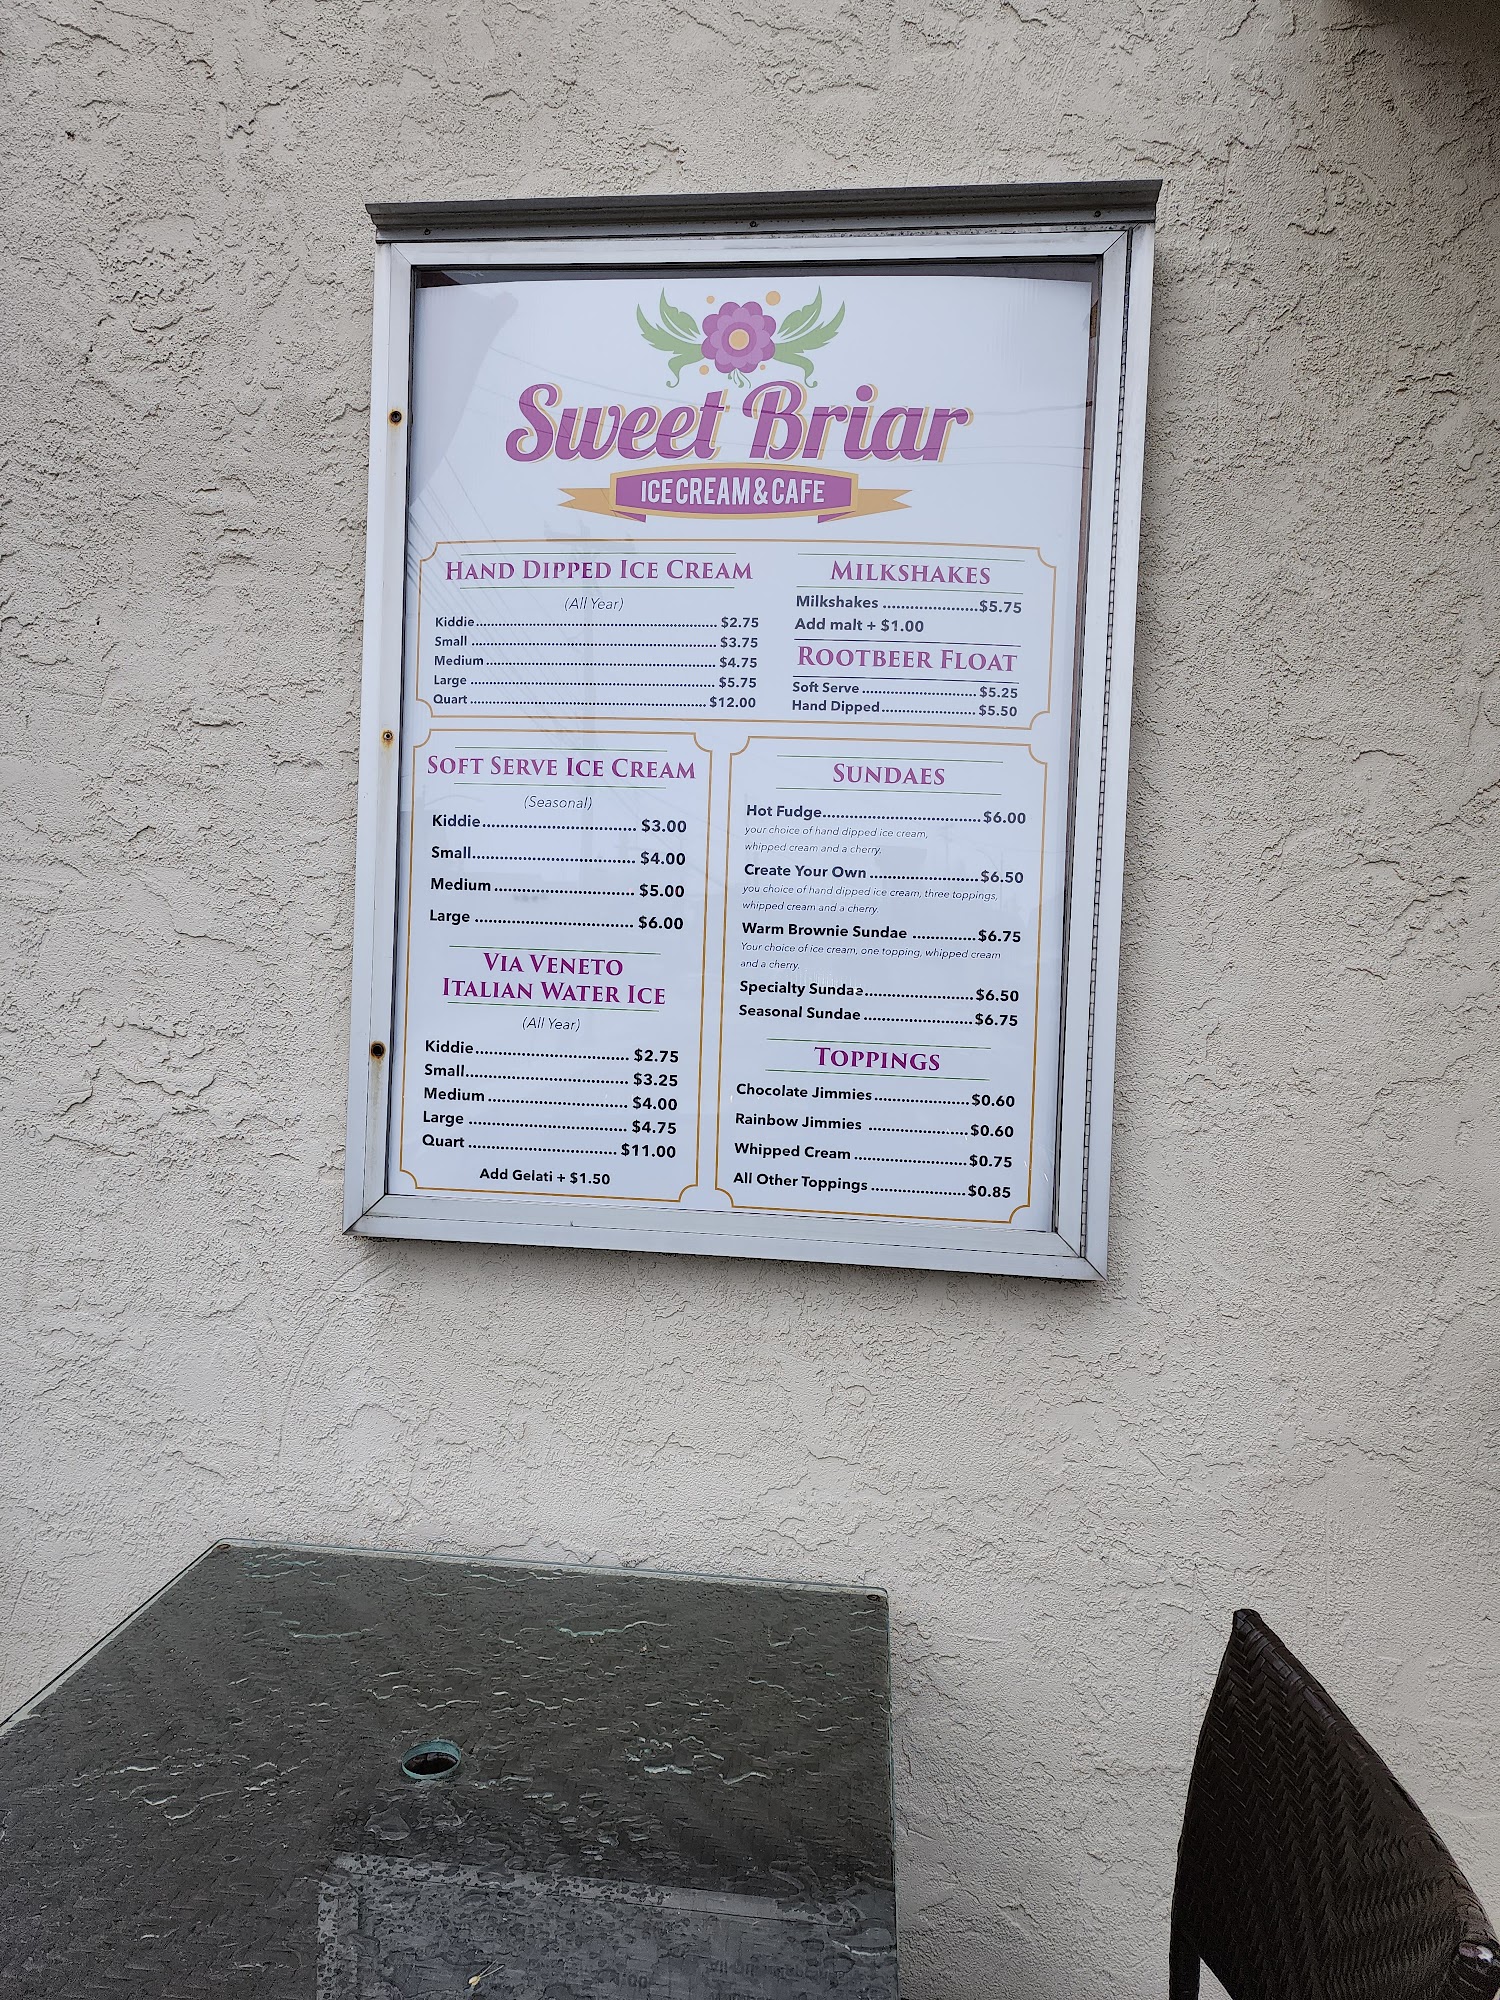 Sweet Briar
ICE CREAM & CAFE
HAND DIPPED ICE CREAM
(All Year)
Kiddie........ $2.75
Small........ $3.75
Medium........ $4.75
Large........ $5.75
Quart........ $12.00
MILKSHAKES
Milkshakes ........$5.75
Add malt + $1.00
ROOTBEER FLOAT
Soft Serve ........ $5.25
Hand Dipped........ $5.50
SOFT SERVE ICE CREAM
(Seasonal)
Kiddie........ $3.00
Small........ $4.00
Medium........ $5.00
Large ........ $6.00
VIA VENETO
ITALIAN WATER ICE
(All Year)
Kiddie........ $2.75
Small........ $3.25
Medium ........ $4.00
Large ........ $4.75
Quart ........ $11.00
Add Gelati + $1.50
SUNDAES
Hot Fudge........ $6.00
your choice of hand dipped ice cream,
whipped cream and a cherry.
Create Your Own ........$6.50
you choice of hand dipped ice cream, three toppings,
whipped cream and a cherry.
Warm Brownie Sundae ........$6.75
Your choice of ice cream, one topping, whipped cream
and a cherry.
Specialty Sundae........ $6.50
Seasonal Sundae ........ $6.75
TOPPINGS
Chocolate Jimmies........ $0.60
Rainbow Jimmies ........ $0.60
Whipped Cream ........ $0.75
All Other Toppings ........ $0.85